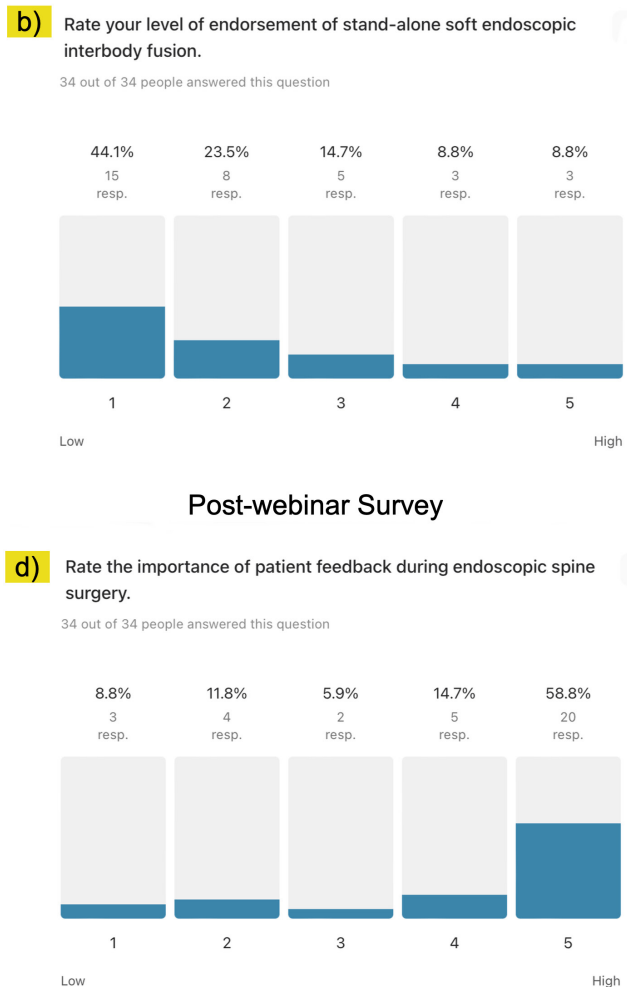 b) Rate your level of endorsement of stand-alone soft endoscopic
interbody fusion.
34 out of 34 people answered this question
44.1% 23.5% 14.7% 8.8% 8.8%
15 8 5 3 3
resp. resp. resp. resp. resp.
1 2 3 4 5
Low High
Post-webinar Survey
d) Rate the importance of patient feedback during endoscopic spine
surgery.
34 out of 34 people answered this question
8.8% 11.8% 5.9% 14.7% 58.8%
3 4 2 5 20
resp. resp. resp. resp. resp.
1 2 3 4 5
Low High